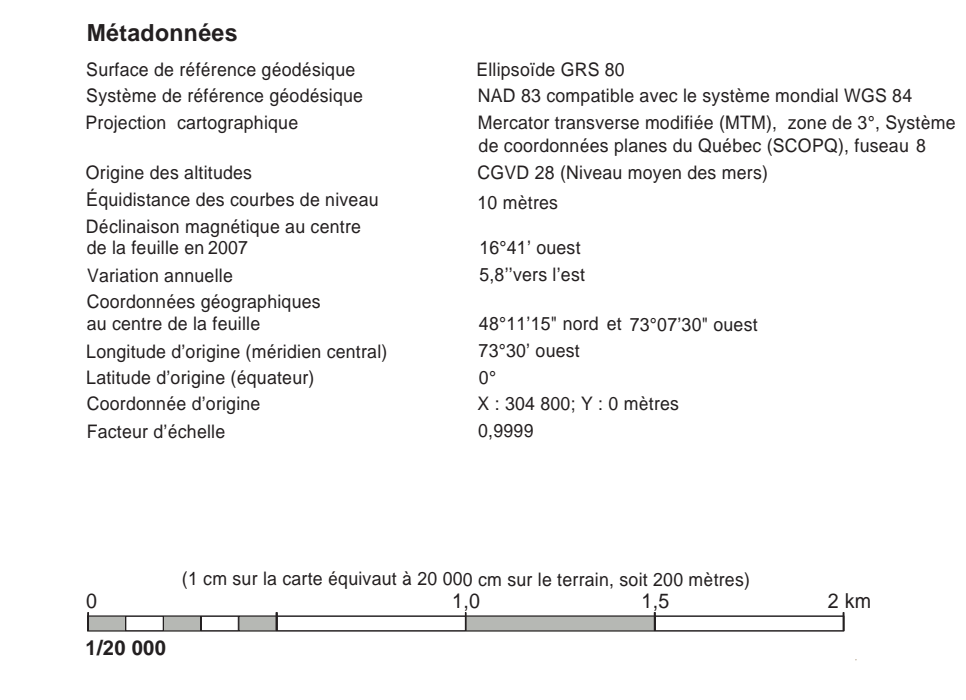 Métadonnées
Surface de référence géodésique Ellipsoïde GRS 80
Système de référence géodésique NAD 83 compatible avec le système mondial WGS 84
Projection cartographique Mercator transverse modifiée (MTM), zone de 3°, Système
de coordonnées planes du Québec (SCOPQ), fuseau 8
Origine des altitudes CGVD 28 (Niveau moyen des mers)
Équidistance des courbes de niveau 10 mètres
Déclinaison magnétique au centre
de la feuille en 2007 16°41' ouest
Variation annuelle 5,8''vers l'est
Coordonnées géographiques
au centre de la feuille 48°11'15" nord et 73°07'30" ouest
Longitude d'origine (méridien central) 73°30' ouest
Latitude d'origine (équateur) 0°
Coordonnée d'origine X : 304 800; Y : 0 mètres
Facteur d'échelle 0,9999
(1 cm sur la carte équivaut à 20 000 cm sur le terrain, soit 200 mètres)
0 1,0 1,5 2 km
1/20 000